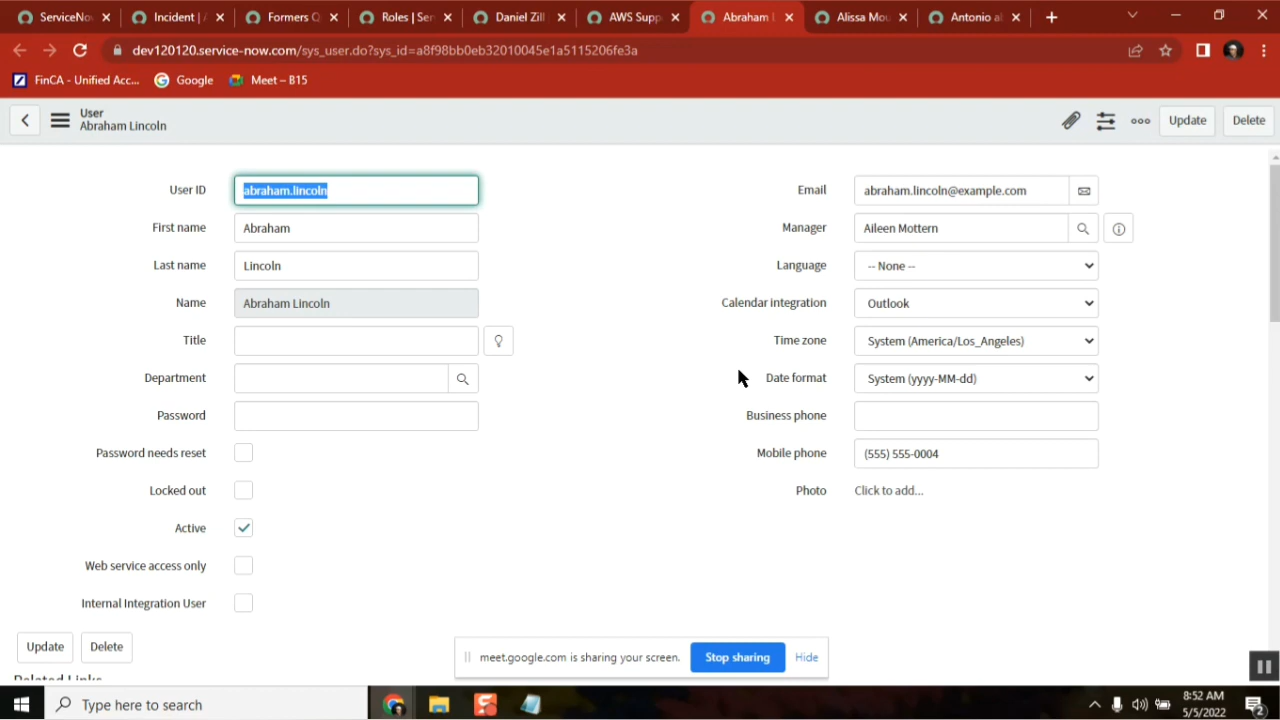 ServiceNo
Incident | A
Formers Q
Roles | Ser
Daniel Zill
AWS Supp
Abraham L
Alissa Mou
Antonio al
dev120120.service-now.com/sys_user.do?sys_id=a8f98bb0eb32010045e1a5115206fe3a
FinCA - Unified Acc...
Google
Meet – B15
User
Abraham Lincoln
Update
Delete
User ID
abraham.lincoln
First name
Abraham
Last name
Lincoln
Name
Abraham Lincoln
Title
Department
Password
Password needs reset
Locked out
Active
Web service access only
Internal Integration User
Email
abraham.lincoln@example.com
Manager
Aileen Mottern
Language
-- None --
Calendar integration
Outlook
Time zone
System (America/Los_Angeles)
Date format
System (yyyy-MM-dd)
Business phone
Mobile phone
(555) 555-0004
Photo
Click to add...
Update
Delete
Related Links
meet.google.com is sharing your screen.
Stop sharing
Hide
Type here to search
8:52 AM
5/5/2022
2